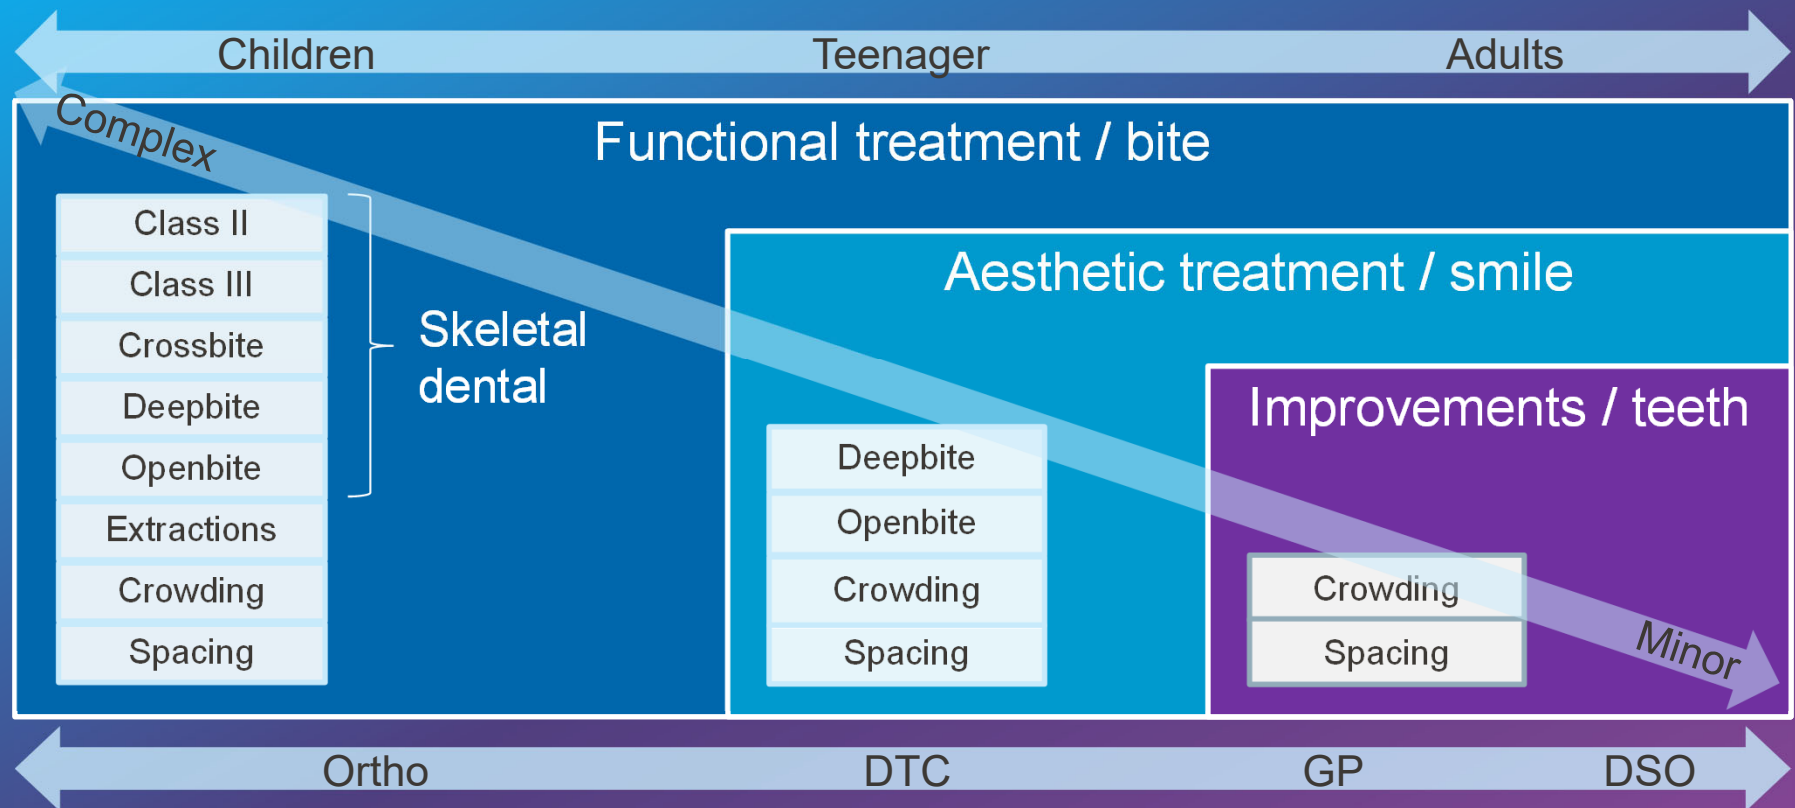 Children Teenager Adults
Complex
Functional treatment / bite
Class II
Class III
Crossbite
Deepbite
Openbite
Extractions
Crowding
Spacing
Skeletal
dental
Aesthetic treatment / smile
Deepbite
Openbite
Crowding
Spacing
Improvements / teeth
Crowding
Spacing
Minor
Ortho DTC GP DSO